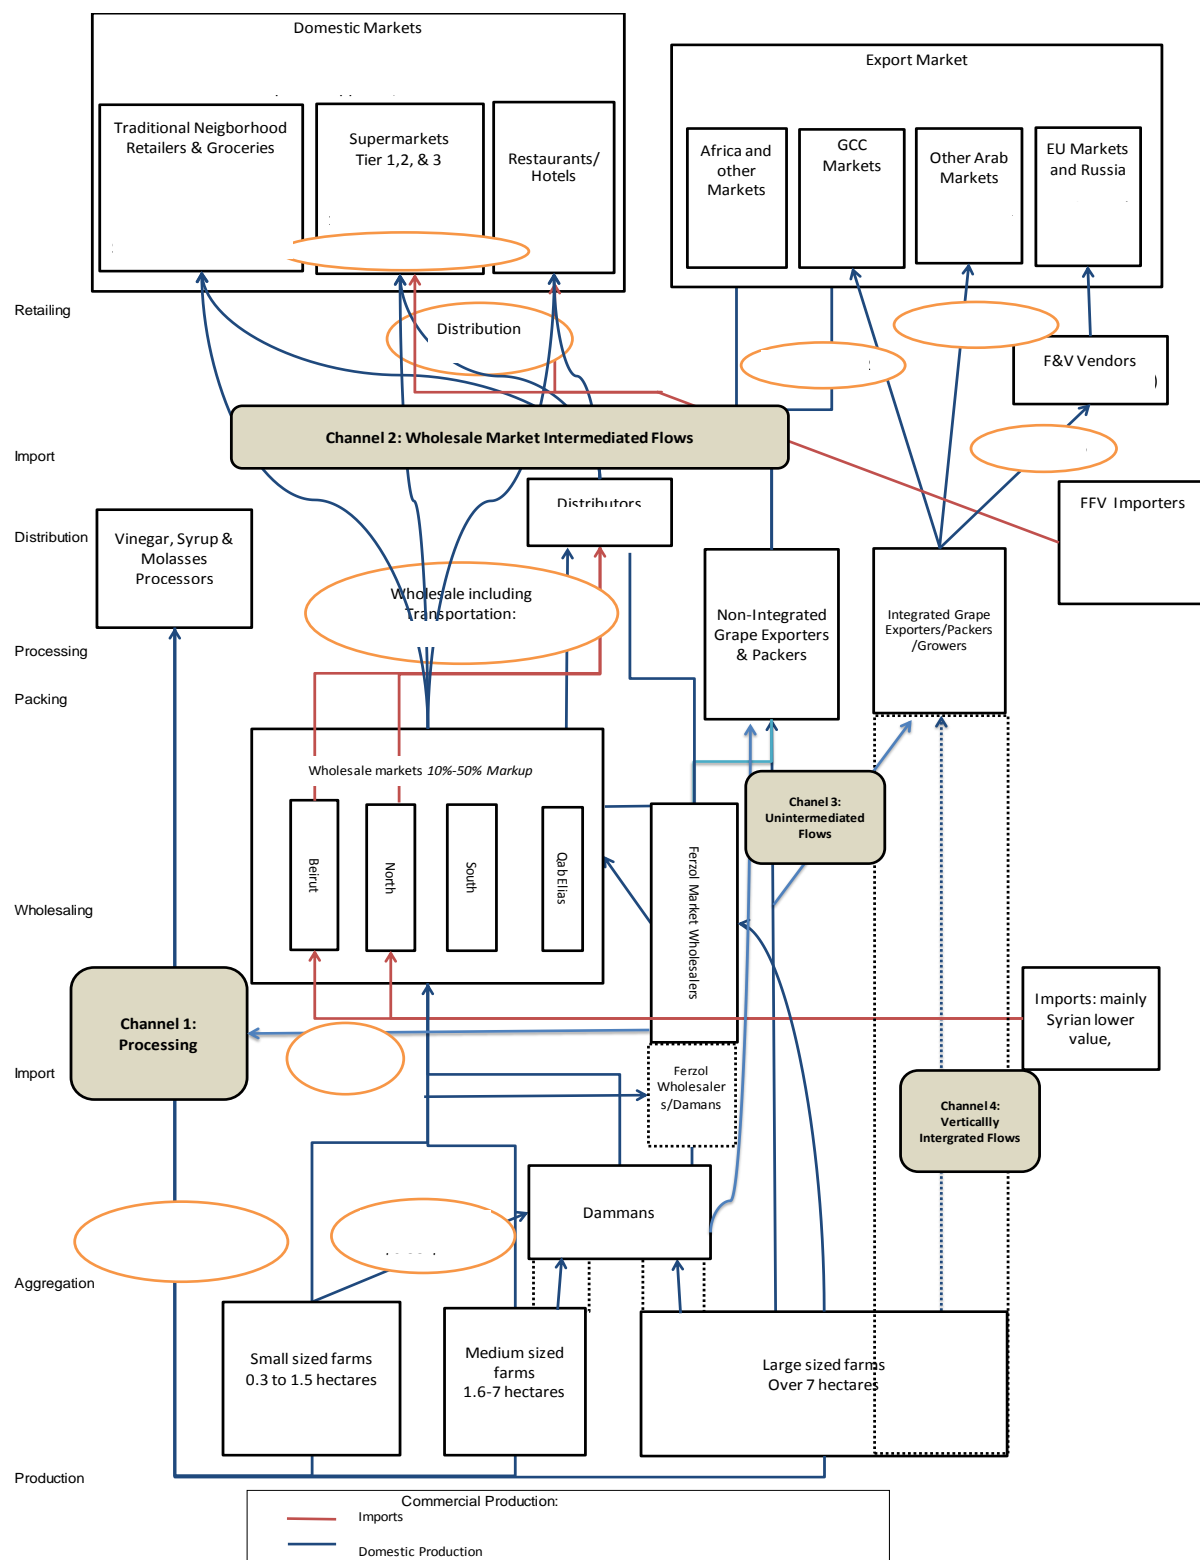 Domestic Markets
Export Market
Traditional Neigborhood
Retailers & Groceries
Supermarkets
Tier 1,2, & 3
Restaurants/
Hotels
Africa and
other
Markets
GCC
Markets
Other Arab
Markets
EU Markets
and Russia
Retailing
Distribution
F&V Vendors
)
Channel 2: Wholesale Market Intermediated Flows
Import
FFV Importers
Distributors
Distribution
Vinegar, Syrup &
Molasses
Processors
Wholesale including
Transportation:
Non-Integrated
Grape Exporters
& Packers
Integrated Grape
Exporters/Packers
/Growers
Processing
Packing
Wholesale markets 10%-50% Markup
Beirut
North
South
Qab Elias
Ferzol Market Wholesalers
Chanel 3:
Unintermediated
Flows
Wholesaling
Channel 1:
Processing
Imports: mainly
Syrian lower
value,
Import
Ferzol
Wholesaler
s/Damans
Channel 4:
Verticallly
Intergrated Flows
Dammans
Aggregation
Small sized farms
0.3 to 1.5 hectares
Medium sized
farms
1.6-7 hectares
Large sized farms
Over 7 hectares
Production
Commercial Production:
Imports
Domestic Production